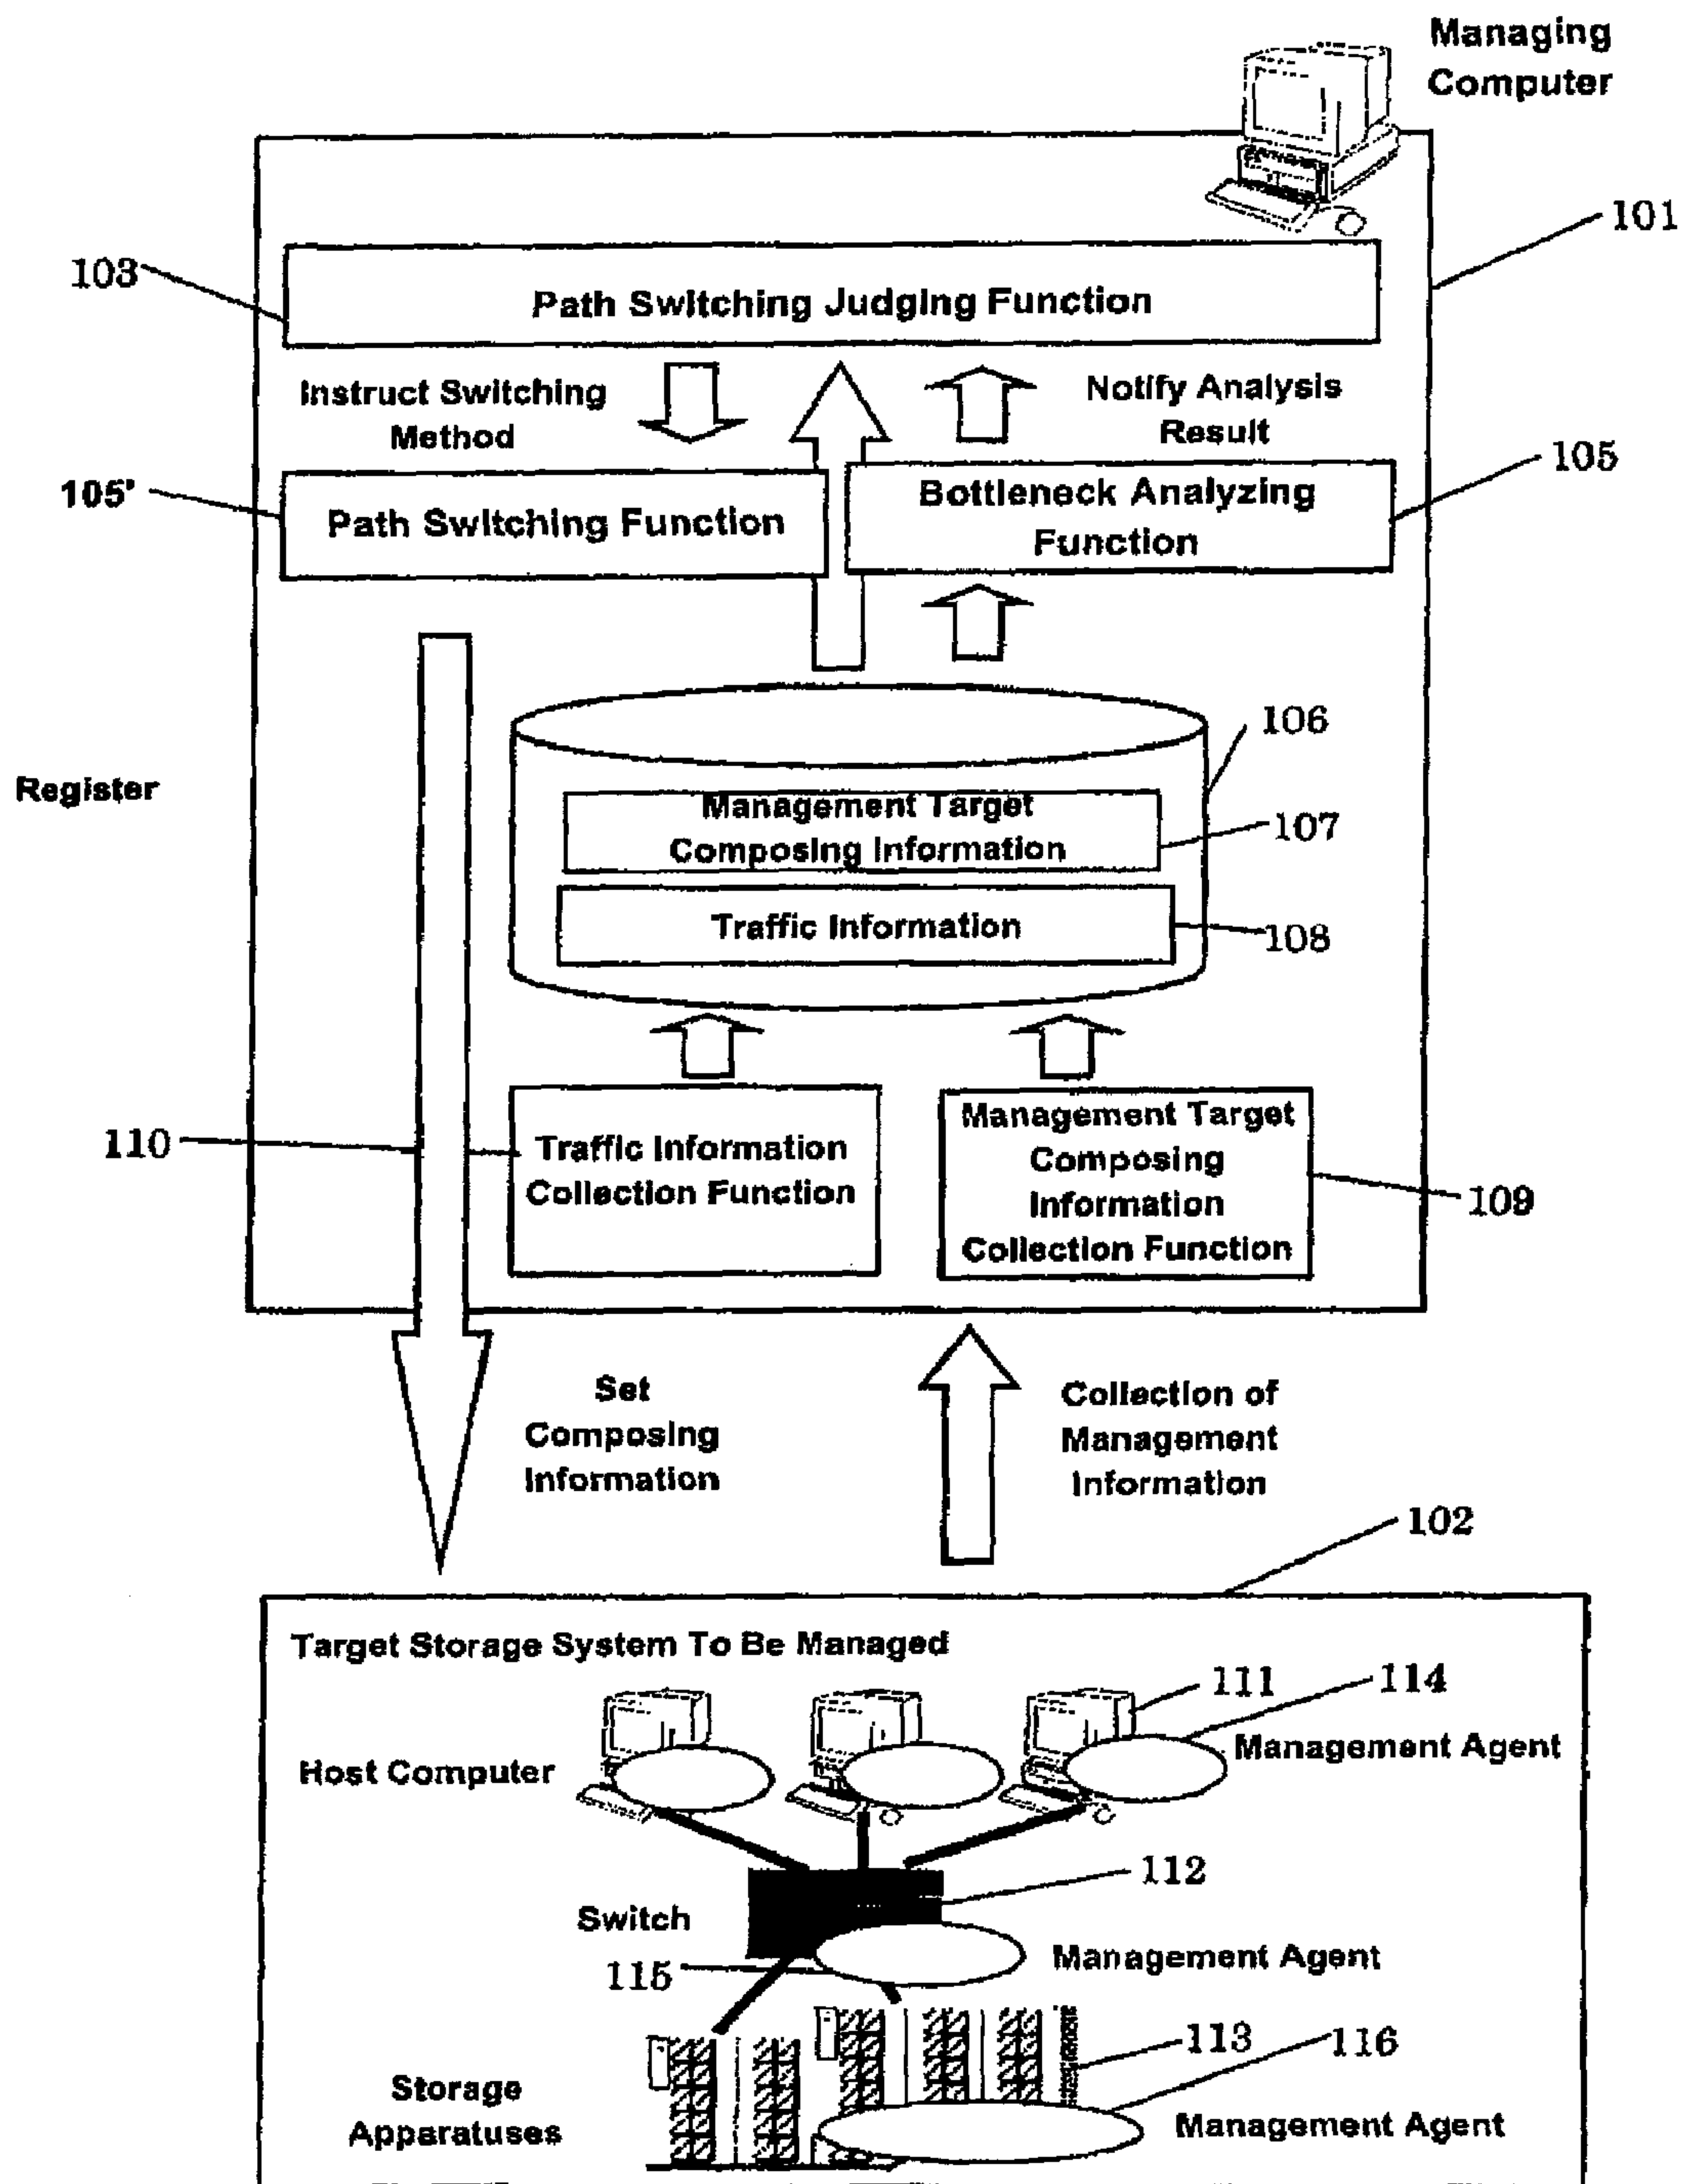 Managing
Computer
101
103
Path Switching Judging Function
Instruct Switching
Method
Notify Analysis
Result
105'
Path Switching Function
Bottleneck Analyzing
Function
105
Register
106
Management Target
Composing Information
107
Traffic Information
108
110
Traffic Information
Collection Function
Management Target
Composing
Information
Collection Function
109
Set
Composing
Information
Collection of
Management
Information
102
Target Storage System To Be Managed
111
114
Host Computer
Management Agent
112
Switch
115
Management Agent
113
116
Storage
Apparatuses
Management Agent